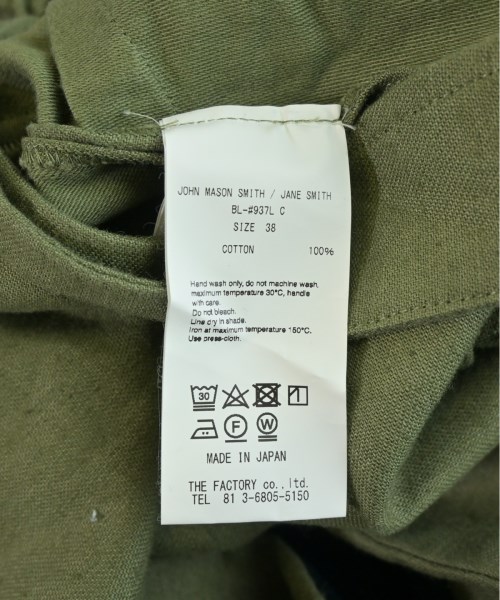 JOHN MASON SMITH / JANE SMITH
BL-#937L C
SIZE 38
COTTON 100%
Hand wash only, do not machine wash,
maximum temperature 30°C, handle
with care.
Do not bleach.
Line dry in shade.
Iron at maximum temperature 150°C.
Use press-cloth.
30
F W
MADE IN JAPAN
THE FACTORY co., ltd.
TEL 81 3-6805-5150